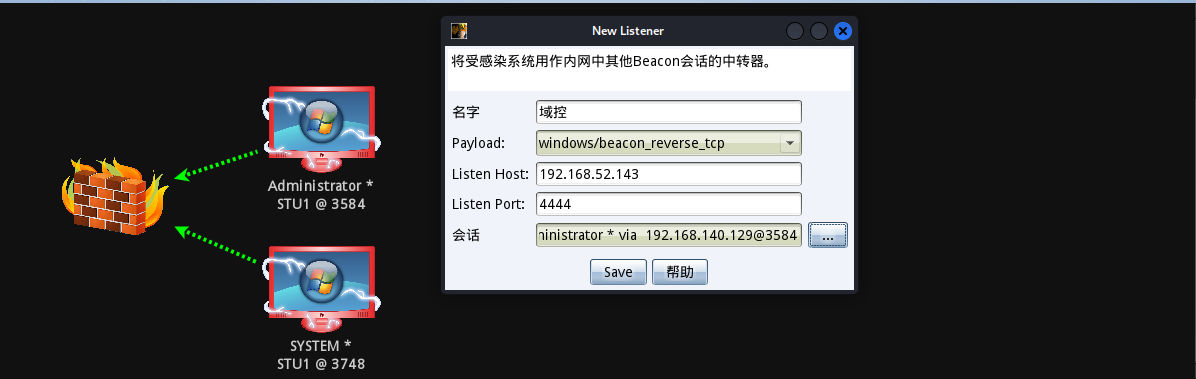 New Listener
将受感染系统用作内网中其他Beacon会话的中转器。
名字 域控
Payload: windows/beacon_reverse_tcp
Listen Host: 192.168.52.143
Listen Port: 4444
会话 ninistrator * via 192.168.140.129@3584 ...
Save 帮助
Administrator *
STU1 @ 3584
SYSTEM *
STU1 @ 3748